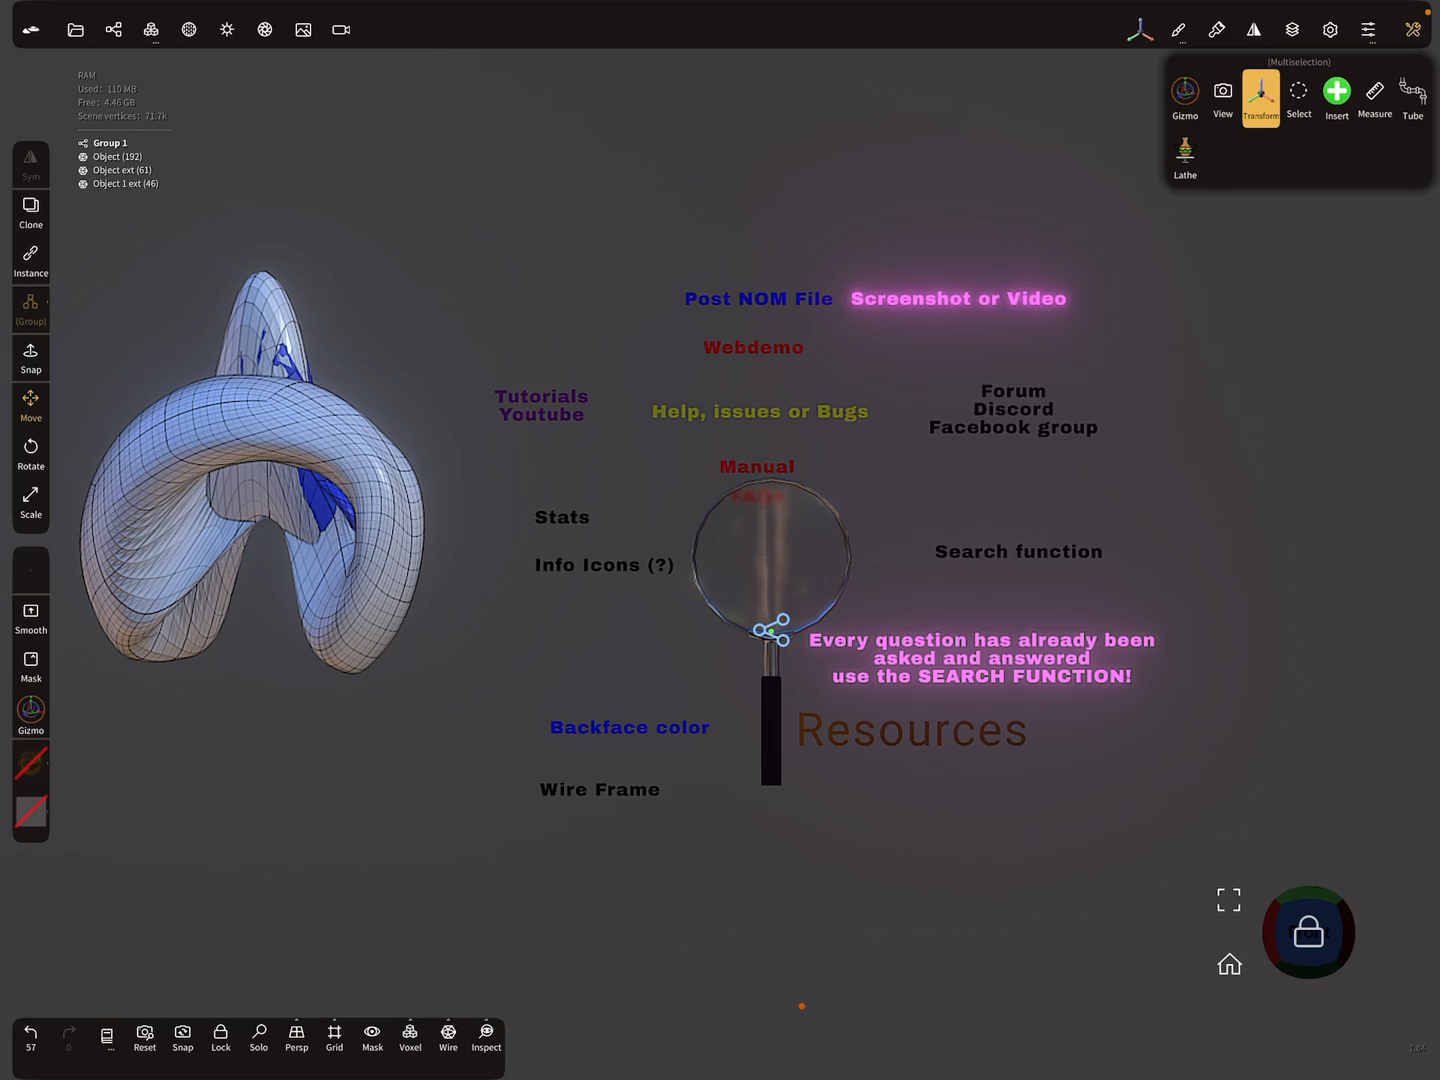 (Multiselection)
Gizmo
View
Transform
Select
Insert
Measure
Tube
Lathe
RAM
Used: 110 MB
Free: 4.46 GB
Scene vertices: 71.7k
Group 1
Object (192)
Object ext (61)
Object 1 ext (46)
Sym
Clone
Instance
(Group)
Snap
Move
Rotate
Scale
Smooth
Mask
Gizmo
Post NOM File
Screenshot or Video
Webdemo
Tutorials
Youtube
Help, issues or Bugs
Forum
Discord
Facebook group
Manual
Stats
Info Icons (?)
Search function
Every question has already been
asked and answered
use the SEARCH FUNCTION!
Backface color
Resources
Wire Frame
57
0
...
Reset
Snap
Lock
Solo
Persp
Grid
Mask
Voxel
Wire
Inspect
1.84